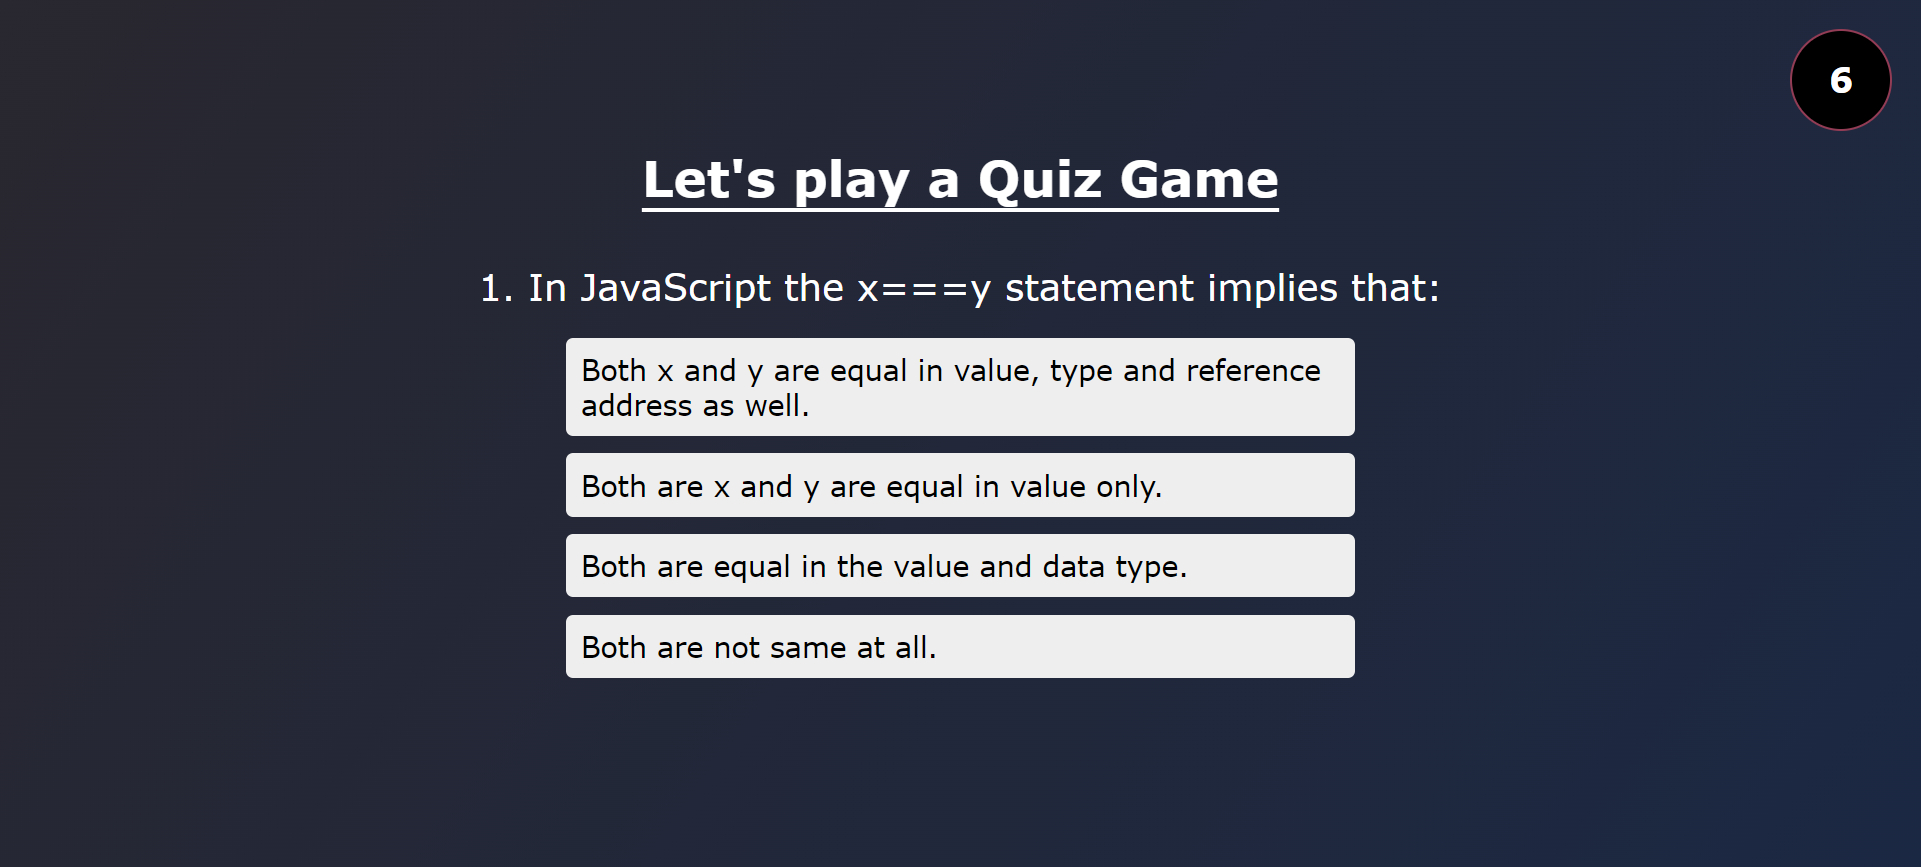 6
Let's play a Quiz Game
1. In JavaScript the x===y statement implies that:
Both x and y are equal in value, type and reference
address as well.
Both are x and y are equal in value only.
Both are equal in the value and data type.
Both are not same at all.